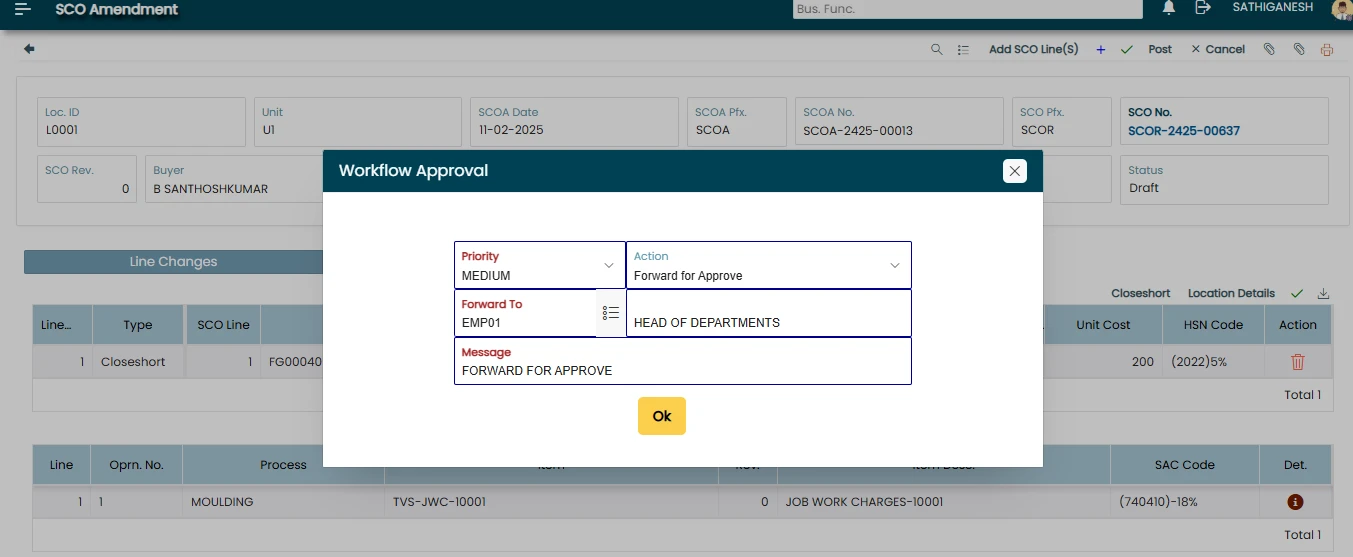 SCO Amendment
Bus. Func.
SATHIGANESH
Add SCO Line(S) + Post × Cancel
Loc. ID
L0001
Unit
U1
SCOA Date
11-02-2025
SCOA Pfx.
SCOA
SCOA No.
SCOA-2425-00013
SCO Pfx.
SCOR
SCO No.
SCOR-2425-00637
SCO Rev.
0
Buyer
B SANTHOSHKUMAR
Status
Draft
Workflow Approval
Priority
MEDIUM
Action
Forward for Approve
Forward To
EMP01
HEAD OF DEPARTMENTS
Message
FORWARD FOR APPROVE
Ok
Line Changes
Closeshort Location Details
Line... Type SCO Line Unit Cost HSN Code Action
1 Closeshort 1 FG00040 200 (2022)5%
Total 1
Line Oprn. No. Process SAC Code Det.
1 1 MOULDING TVS-JWC-10001 0 JOB WORK CHARGES-10001 (740410)-18%
Total 1